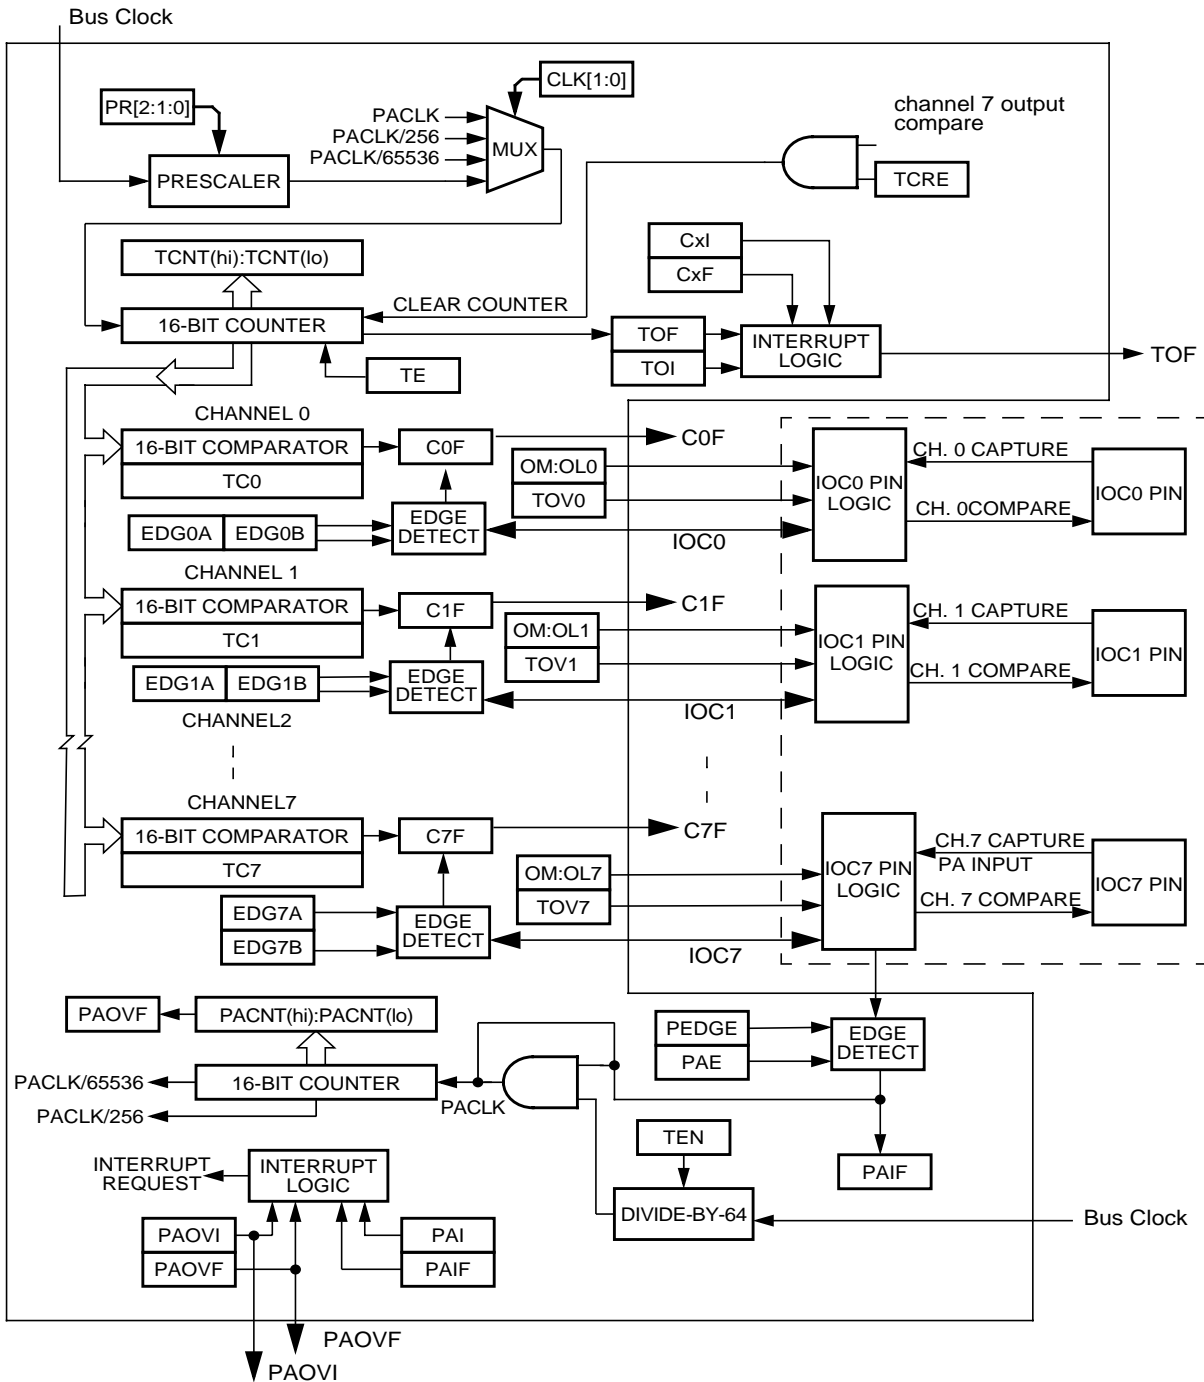 Bus Clock
CLK[1:0]
PR[2:1:0]
channel 7 output
compare
PACLK
PACLK/256
PACLK/65536
MUX
PRESCALER
TCRE
CxI
CxF
TCNT(hi):TCNT(lo)
CLEAR COUNTER
16-BIT COUNTER
TOF
TOI
INTERRUPT
LOGIC
TOF
TE
CHANNEL 0
16-BIT COMPARATOR
TC0
C0F
C0F
OM:OL0
TOV0
IOC0 PIN
LOGIC
CH. 0 CAPTURE
CH. 0COMPARE
IOC0 PIN
EDG0A
EDG0B
EDGE
DETECT
IOC0
CHANNEL 1
16-BIT COMPARATOR
TC1
C1F
C1F
OM:OL1
TOV1
IOC1 PIN
LOGIC
CH. 1 CAPTURE
CH. 1 COMPARE
IOC1 PIN
EDG1A
EDG1B
EDGE
DETECT
IOC1
CHANNEL2
CHANNEL7
16-BIT COMPARATOR
TC7
C7F
C7F
OM:OL7
TOV7
IOC7 PIN
LOGIC
CH.7 CAPTURE
PA INPUT
CH. 7 COMPARE
IOC7 PIN
EDG7A
EDG7B
EDGE
DETECT
IOC7
PAOVF
PACNT(hi):PACNT(lo)
PEDGE
PAE
EDGE
DETECT
PACLK/65536
16-BIT COUNTER
PACLK
PACLK/256
TEN
PAIF
INTERRUPT
REQUEST
INTERRUPT
LOGIC
DIVIDE-BY-64
Bus Clock
PAOVI
PAOVF
PAI
PAIF
PAOVF
PAOVI